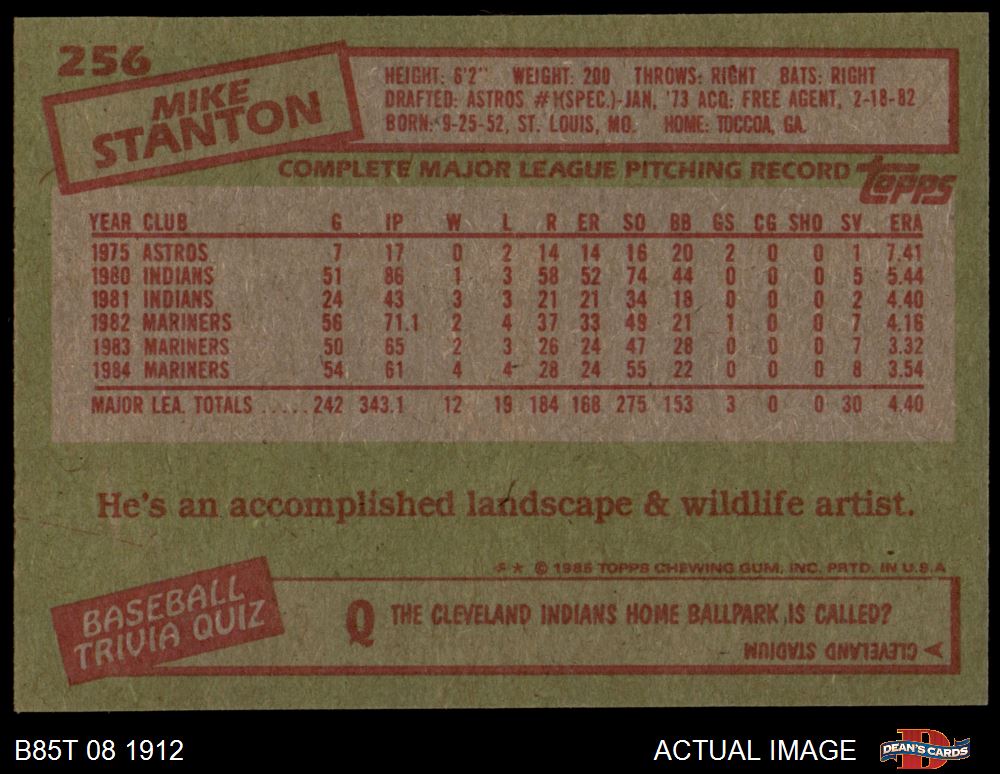 256
MIKE
STANTON
HEIGHT: 6'2" WEIGHT: 200 THROWS: RIGHT BATS: RIGHT
DRAFTED: ASTROS #1(SPEC.)-JAN. '73 ACQ: FREE AGENT, 2-18-82
BORN: 9-25-52, ST. LOUIS, MO. HOME: TOCCOA, GA.
COMPLETE MAJOR LEAGUE PITCHING RECORD
Topps
YEAR CLUB G IP W L R ER SO BB GS CG SHO SV ERA
1975 ASTROS 7 17 0 2 14 14 16 20 2 0 0 1 7.41
1980 INDIANS 51 86 1 3 58 52 74 44 0 0 0 5 5.44
1981 INDIANS 24 43 3 3 21 21 34 18 0 0 0 2 4.40
1982 MARINERS 56 71.1 2 4 37 33 49 21 1 0 0 7 4.16
1983 MARINERS 50 65 2 3 26 24 47 28 0 0 0 7 3.32
1984 MARINERS 54 61 4 4 28 24 55 22 0 0 0 8 3.54
MAJOR LEA. TOTALS ..... 242 343.1 12 19 184 168 275 153 3 0 0 30 4.40
He's an accomplished landscape & wildlife artist.
★ © 1985 TOPPS CHEWING GUM, INC. PRTD. IN U.S.A
BASEBALL
TRIVIA QUIZ
Q THE CLEVELAND INDIANS HOME BALLPARK IS CALLED?
A CLEVELAND STADIUM
B85T 08 1912
ACTUAL IMAGE
DEAN'S CARDS